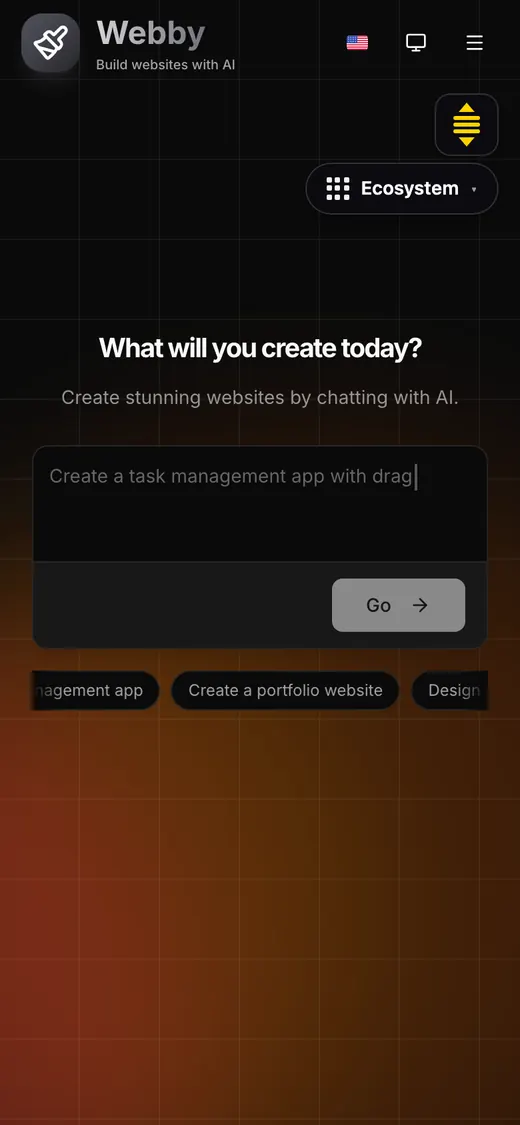 Webby
Build websites with AI
Ecosystem
What will you create today?
Create stunning websites by chatting with AI.
Create a task management app with drag
Go
app
Create a portfolio website
Design